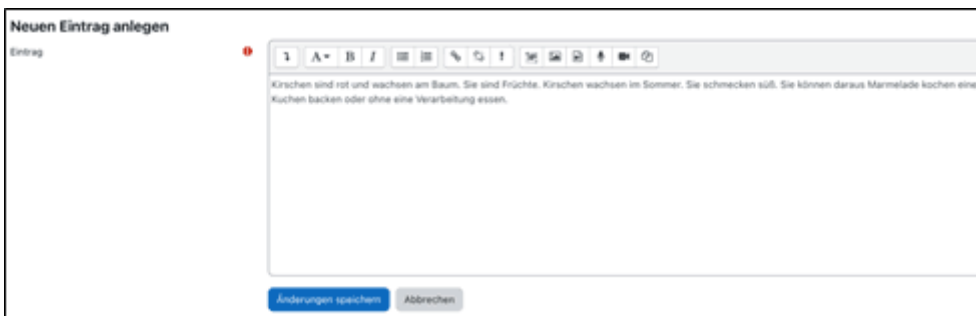 Neuen Eintrag anlegen
Eintrag
A B I
Kirschen sind rot und wachsen am Baum. Sie sind Früchte. Kirschen wachsen im Sommer. Sie schmecken süß. Sie können daraus Marmelade kochen eine
Kuchen backen oder ohne eine Verarbeitung essen.
Änderungen speichern Abbrechen